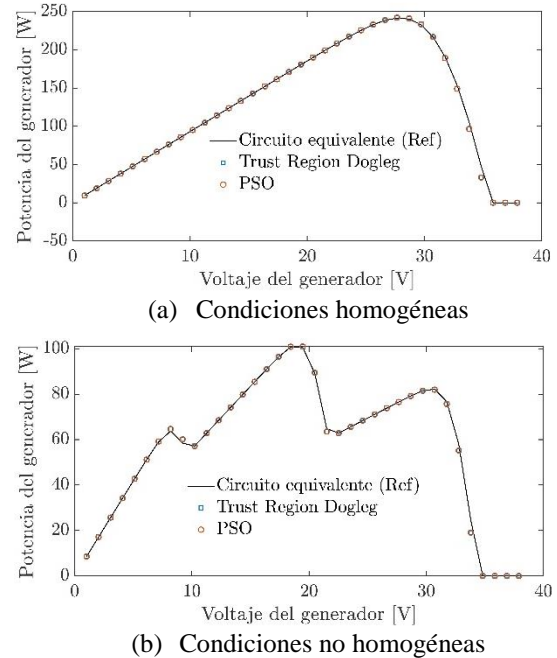 250
200
150
100
50
0
-50
Potencia del generador [W]
Circuito equivalente (Ref)
Trust Region Dogleg
PSO
0 10 20 30 40
Voltaje del generador [V]
(a) Condiciones homogéneas
100
80
60
40
20
0
Potencia del generador [W]
Circuito equivalente (Ref)
Trust Region Dogleg
PSO
0 10 20 30 40
Voltaje del generador [V]
(b) Condiciones no homogéneas